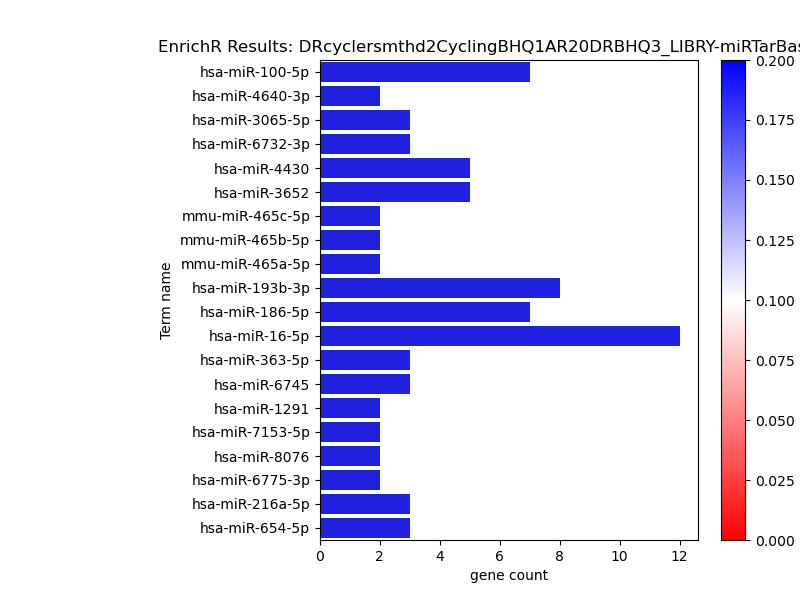 EnrichR Results: DRcyclersmthd2CyclingBHQ1AR20DRBHQ3_LIBRY-miRTarBas
hsa-miR-100-5p
hsa-miR-4640-3p
hsa-miR-3065-5p
hsa-miR-6732-3p
hsa-miR-4430
hsa-miR-3652
mmu-miR-465c-5p
mmu-miR-465b-5p
mmu-miR-465a-5p
hsa-miR-193b-3p
hsa-miR-186-5p
hsa-miR-16-5p
hsa-miR-363-5p
hsa-miR-6745
hsa-miR-1291
hsa-miR-7153-5p
hsa-miR-8076
hsa-miR-6775-3p
hsa-miR-216a-5p
hsa-miR-654-5p
Term name
0 2 4 6 8 10 12
gene count
0.200
0.175
0.150
0.125
0.100
0.075
0.050
0.025
0.000